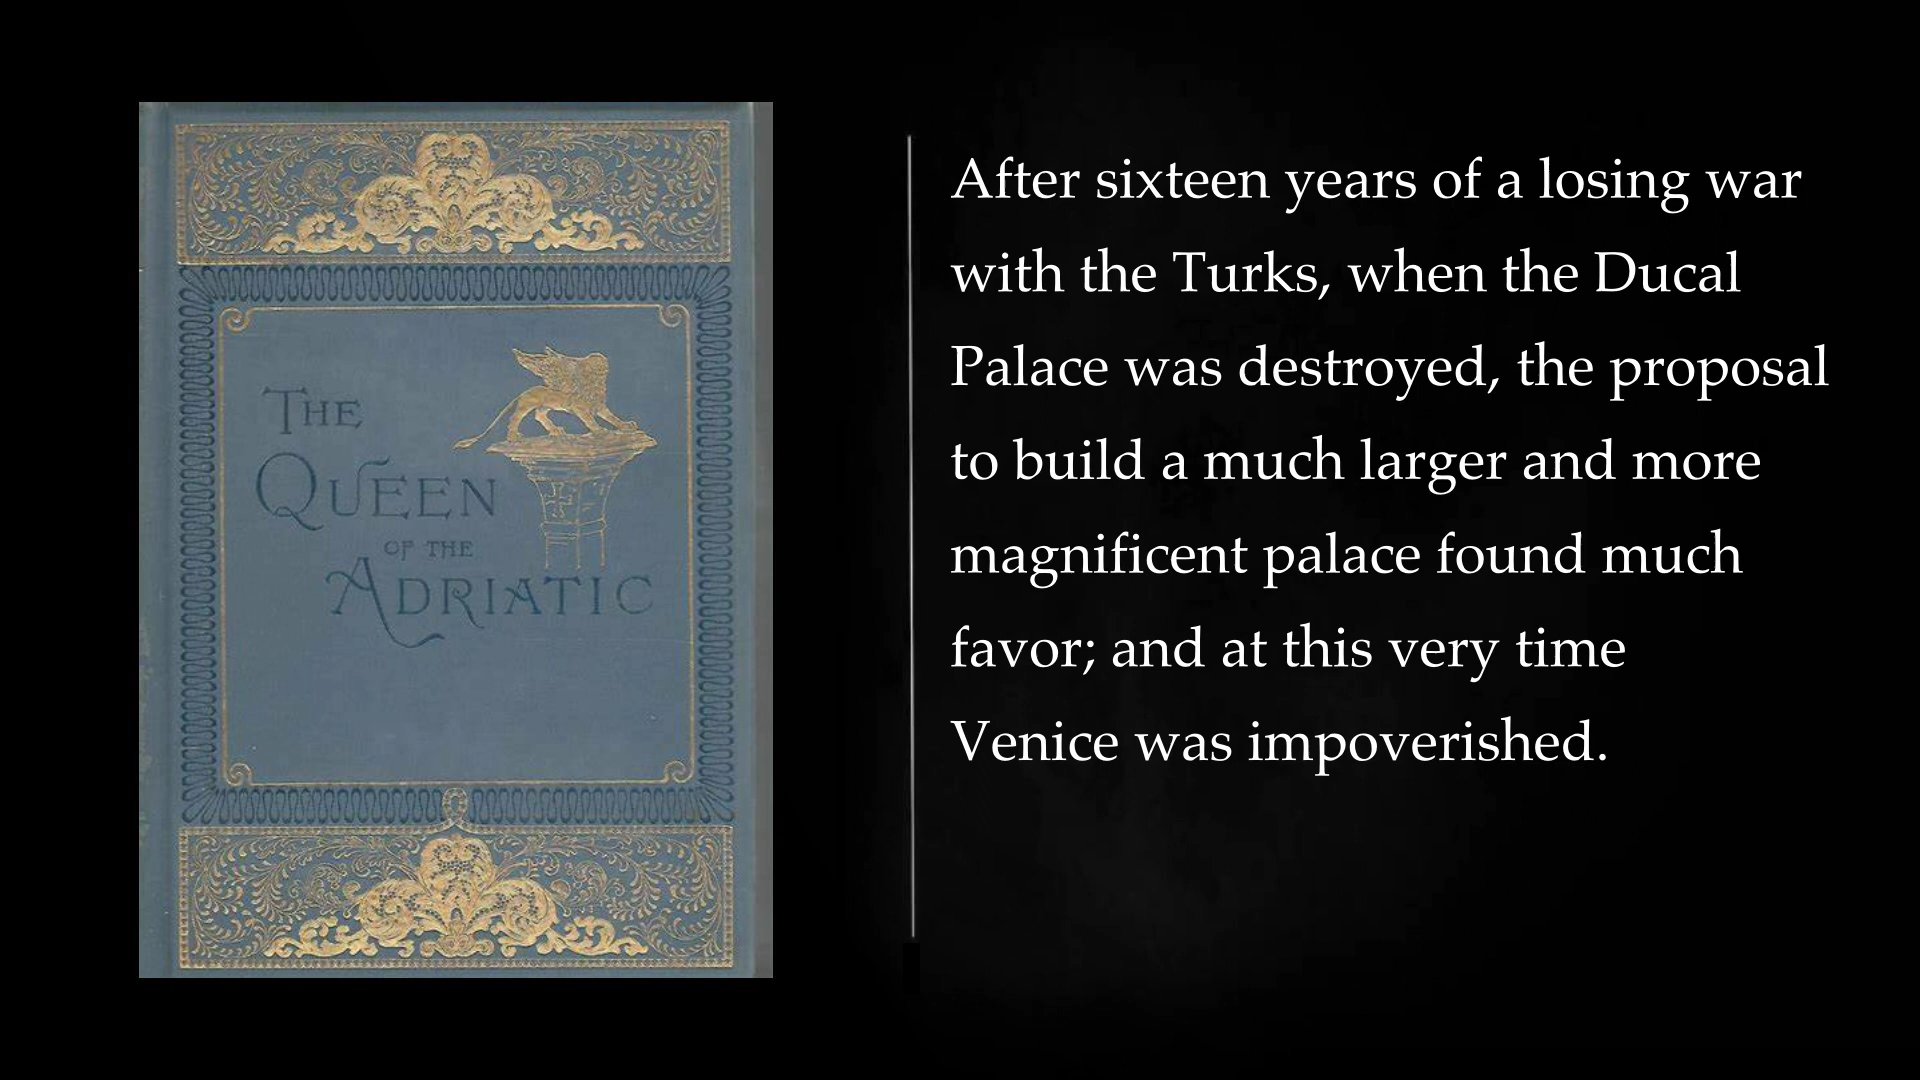 THE
QUEEN
OF THE
ADRIATIC
After sixteen years of a losing war
with the Turks, when the Ducal
Palace was destroyed, the proposal
to build a much larger and more
magnificent palace found much
favor; and at this very time
Venice was impoverished.